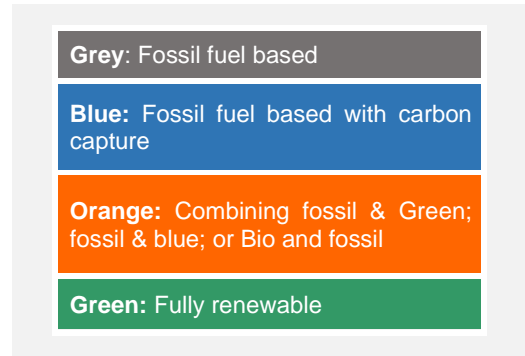 Grey: Fossil fuel based
Blue: Fossil fuel based with carbon
capture
Orange: Combining fossil & Green;
fossil & blue; or Bio and fossil
Green: Fully renewable